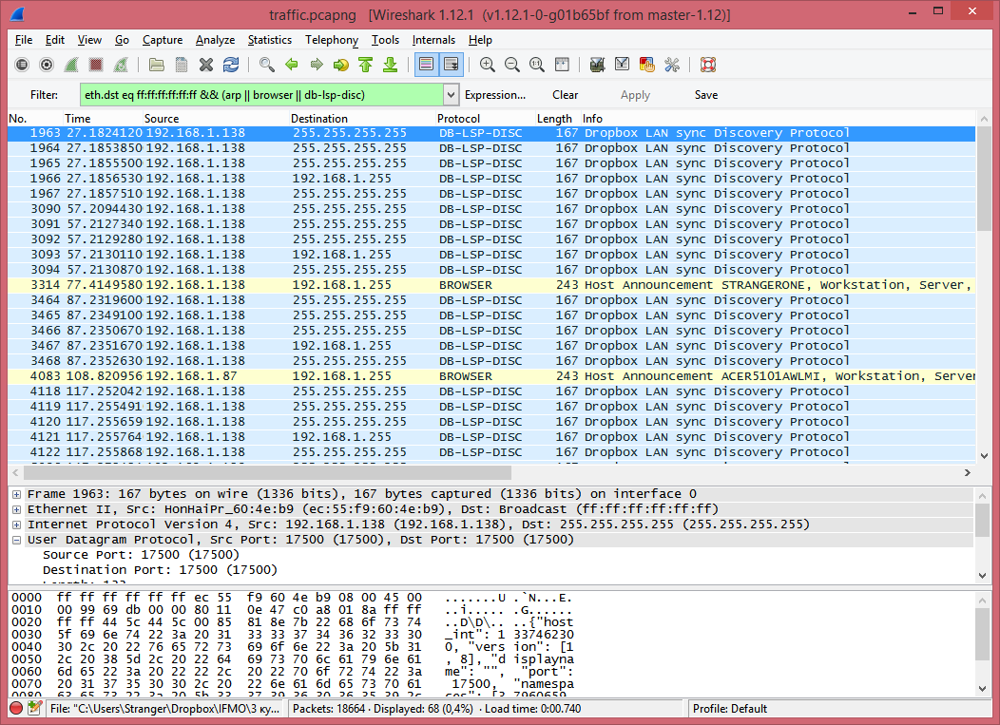 traffic.pcapng [Wireshark 1.12.1 (v1.12.1-0-g01b65bf from master-1.12)]
File Edit View Go Capture Analyze Statistics Telephony Tools Internals Help
Filter: eth.dst eq ff:ff:ff:ff:ff:ff && (arp || browser || db-lsp-disc) Expression... Clear Apply Save
No. Time Source Destination Protocol Length Info
1963 27.1824120 192.168.1.138 255.255.255.255 DB-LSP-DISC 167 Dropbox LAN sync Discovery Protocol
1964 27.1853850 192.168.1.138 255.255.255.255 DB-LSP-DISC 167 Dropbox LAN sync Discovery Protocol
1965 27.1855500 192.168.1.138 255.255.255.255 DB-LSP-DISC 167 Dropbox LAN sync Discovery Protocol
1966 27.1856530 192.168.1.138 192.168.1.255 DB-LSP-DISC 167 Dropbox LAN sync Discovery Protocol
1967 27.1857510 192.168.1.138 255.255.255.255 DB-LSP-DISC 167 Dropbox LAN sync Discovery Protocol
3090 57.2094430 192.168.1.138 255.255.255.255 DB-LSP-DISC 167 Dropbox LAN sync Discovery Protocol
3091 57.2127340 192.168.1.138 255.255.255.255 DB-LSP-DISC 167 Dropbox LAN sync Discovery Protocol
3092 57.2129280 192.168.1.138 255.255.255.255 DB-LSP-DISC 167 Dropbox LAN sync Discovery Protocol
3093 57.2130110 192.168.1.138 192.168.1.255 DB-LSP-DISC 167 Dropbox LAN sync Discovery Protocol
3094 57.2130870 192.168.1.138 255.255.255.255 DB-LSP-DISC 167 Dropbox LAN sync Discovery Protocol
3314 77.4149580 192.168.1.138 192.168.1.255 BROWSER 243 Host Announcement STRANGERONE, Workstation, Server,
3464 87.2319600 192.168.1.138 255.255.255.255 DB-LSP-DISC 167 Dropbox LAN sync Discovery Protocol
3465 87.2349100 192.168.1.138 255.255.255.255 DB-LSP-DISC 167 Dropbox LAN sync Discovery Protocol
3466 87.2350670 192.168.1.138 255.255.255.255 DB-LSP-DISC 167 Dropbox LAN sync Discovery Protocol
3467 87.2351670 192.168.1.138 192.168.1.255 DB-LSP-DISC 167 Dropbox LAN sync Discovery Protocol
3468 87.2352630 192.168.1.138 255.255.255.255 DB-LSP-DISC 167 Dropbox LAN sync Discovery Protocol
4083 108.820956 192.168.1.87 192.168.1.255 BROWSER 243 Host Announcement ACER5101AWLMI, Workstation, Server
4118 117.252042 192.168.1.138 255.255.255.255 DB-LSP-DISC 167 Dropbox LAN sync Discovery Protocol
4119 117.255491 192.168.1.138 255.255.255.255 DB-LSP-DISC 167 Dropbox LAN sync Discovery Protocol
4120 117.255659 192.168.1.138 255.255.255.255 DB-LSP-DISC 167 Dropbox LAN sync Discovery Protocol
4121 117.255764 192.168.1.138 192.168.1.255 DB-LSP-DISC 167 Dropbox LAN sync Discovery Protocol
4122 117.255868 192.168.1.138 255.255.255.255 DB-LSP-DISC 167 Dropbox LAN sync Discovery Protocol
Frame 1963: 167 bytes on wire (1336 bits), 167 bytes captured (1336 bits) on interface 0
Ethernet II, Src: HonHaiPr_60:4e:b9 (ec:55:f9:60:4e:b9), Dst: Broadcast (ff:ff:ff:ff:ff:ff)
Internet Protocol Version 4, Src: 192.168.1.138 (192.168.1.138), Dst: 255.255.255.255 (255.255.255.255)
User Datagram Protocol, Src Port: 17500 (17500), Dst Port: 17500 (17500)
Source Port: 17500 (17500)
Destination Port: 17500 (17500)
Length: 133
0000 ff ff ff ff ff ff ec 55 f9 60 4e b9 08 00 45 00 .......U .`N...E.
0010 00 99 69 db 00 00 80 11 0e 47 c0 a8 01 8a ff ff ..i..... .G......
0020 ff ff 44 5c 44 5c 00 85 81 8e 7b 22 68 6f 73 74 ..D\D\.. ..{"host
0030 5f 69 6e 74 22 3a 20 31 33 33 37 34 36 32 33 30 _int": 1 33746230
0040 30 2c 20 22 76 65 72 73 69 6f 6e 22 3a 20 5b 31 0, "vers ion": [1
0050 2c 20 38 5d 2c 20 22 64 69 73 70 6c 61 79 6e 61 , 8], "d isplayna
0060 6d 65 22 3a 20 22 22 2c 20 22 70 6f 72 74 22 3a me": "", "port":
0070 20 31 37 35 30 30 2c 20 22 6e 61 6d 65 73 70 61 17500, "namespa
0080 63 65 73 22 3a 20 5b 33 37 39 36 30 36 35 39 2c ces": [3 7960659,
File: "C:\Users\Stranger\Dropbox\IFMO\3 ку... Packets: 18664 · Displayed: 68 (0,4%) · Load time: 0:00.740 Profile: Default